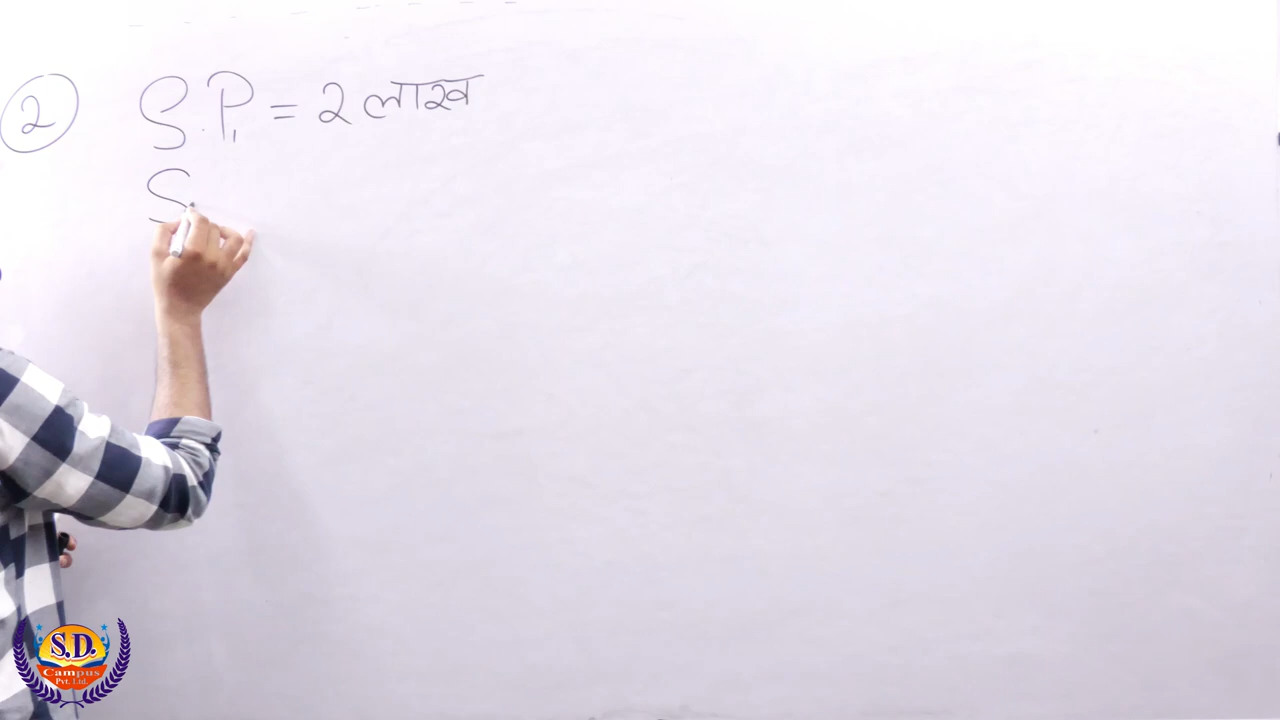 2 S.P₁ = 2 लाख
S
S.D.
Campus
Pvt. Ltd.